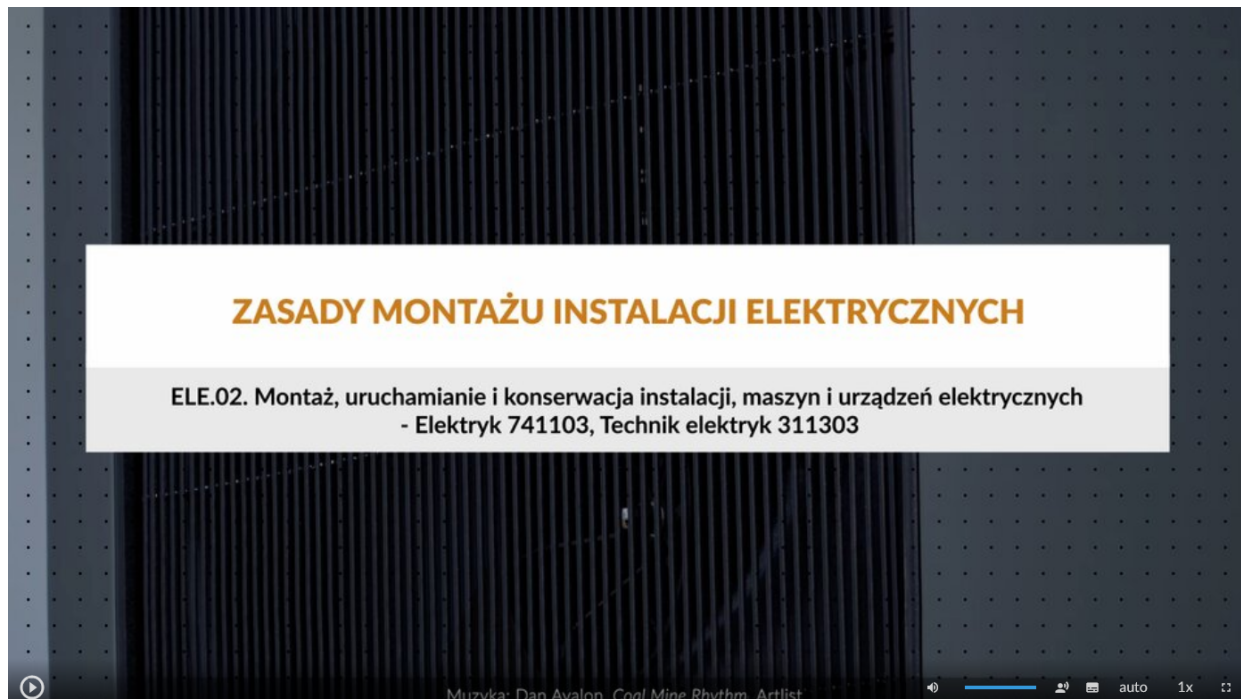 ZASADY MONTAŻU INSTALACJI ELEKTRYCZNYCH
ELE.02. Montaż, uruchamianie i konserwacja instalacji, maszyn i urządzeń elektrycznych
- Elektryk 741103, Technik elektryk 311303
Muzyka: Dan Avalon, Coal Mine Rhythm, Artlist
auto 1x